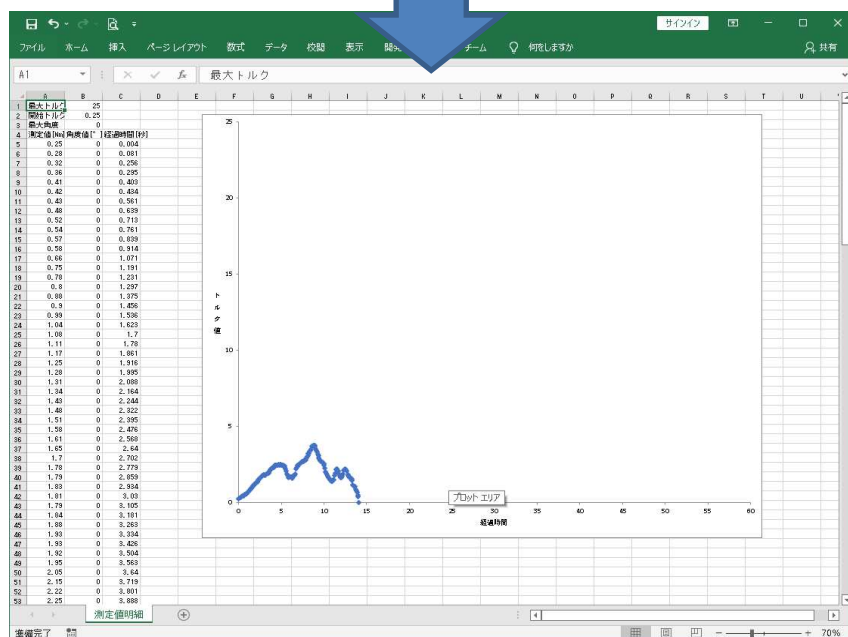 サインイン
ファイル ホーム 挿入 ページ レイアウト 数式 データ 校閲 表示 チーム 何をしますか 共有
A1 fx 最大トルク
A B C D E F G H I J K L M N O P Q R S T U
1 最大トルク 25
2 開始トルク 0.25
3 最大角度 0
4 測定値[Nm] 角度値[°] 経過時間[秒]
5 0.25 0 0.004
6 0.28 0 0.081
7 0.32 0 0.256
8 0.36 0 0.295
9 0.41 0 0.403
10 0.42 0 0.434
11 0.43 0 0.561
12 0.48 0 0.639
13 0.52 0 0.713
14 0.54 0 0.761
15 0.57 0 0.839
16 0.58 0 0.914
17 0.66 0 1.071
18 0.75 0 1.191
19 0.78 0 1.231
20 0.8 0 1.297
21 0.88 0 1.375
22 0.9 0 1.456
23 0.99 0 1.536
24 1.04 0 1.623
25 1.08 0 1.7
26 1.11 0 1.78
27 1.17 0 1.861
28 1.25 0 1.916
29 1.28 0 1.995
30 1.31 0 2.088
31 1.34 0 2.164
32 1.43 0 2.244
33 1.48 0 2.322
34 1.51 0 2.395
35 1.58 0 2.476
36 1.61 0 2.568
37 1.65 0 2.64
38 1.7 0 2.702
39 1.78 0 2.779
40 1.79 0 2.859
41 1.83 0 2.934
42 1.81 0 3.03
43 1.79 0 3.105
44 1.84 0 3.181
45 1.88 0 3.263
46 1.93 0 3.334
47 1.93 0 3.426
48 1.92 0 3.504
49 1.95 0 3.563
50 2.05 0 3.64
51 2.15 0 3.719
52 2.22 0 3.801
53 2.25 0 3.888
25
20
15
10
5
0
トルク値
0 5 10 15 20 25 30 35 40 45 50 55 60
プロット エリア
経過時間
測定値明細
準備完了 70%